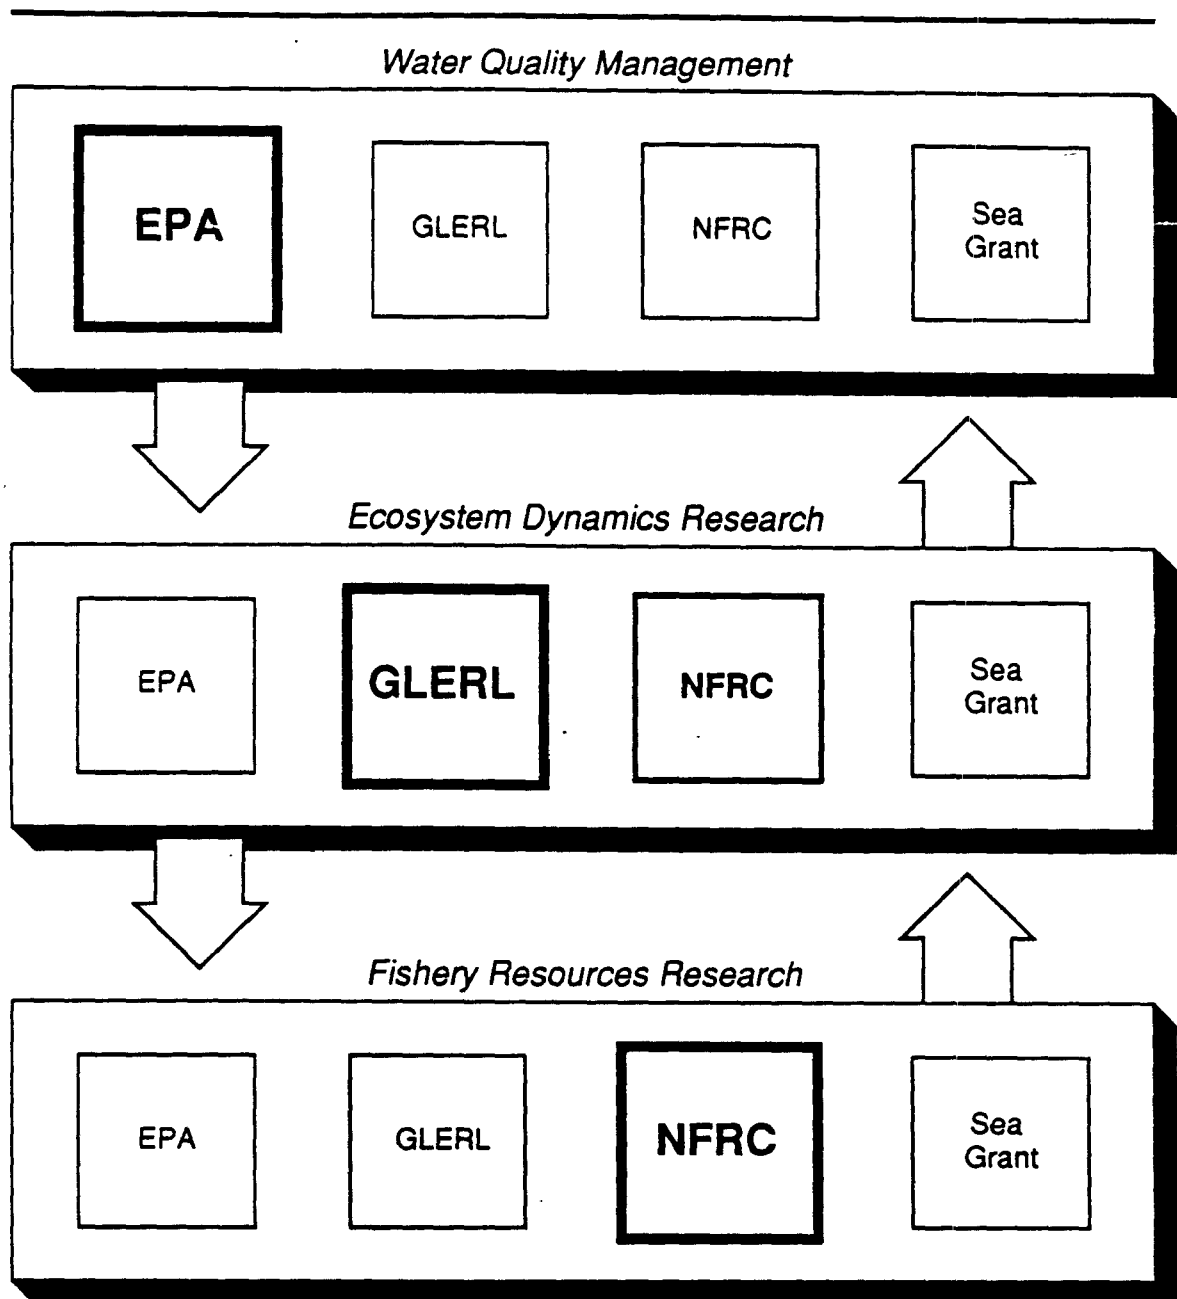 Water Quality Management
EPA
GLERL
NFRC
Sea
Grant
Ecosystem Dynamics Research
EPA
GLERL
NFRC
Sea
Grant
Fishery Resources Research
EPA
GLERL
NFRC
Sea
Grant